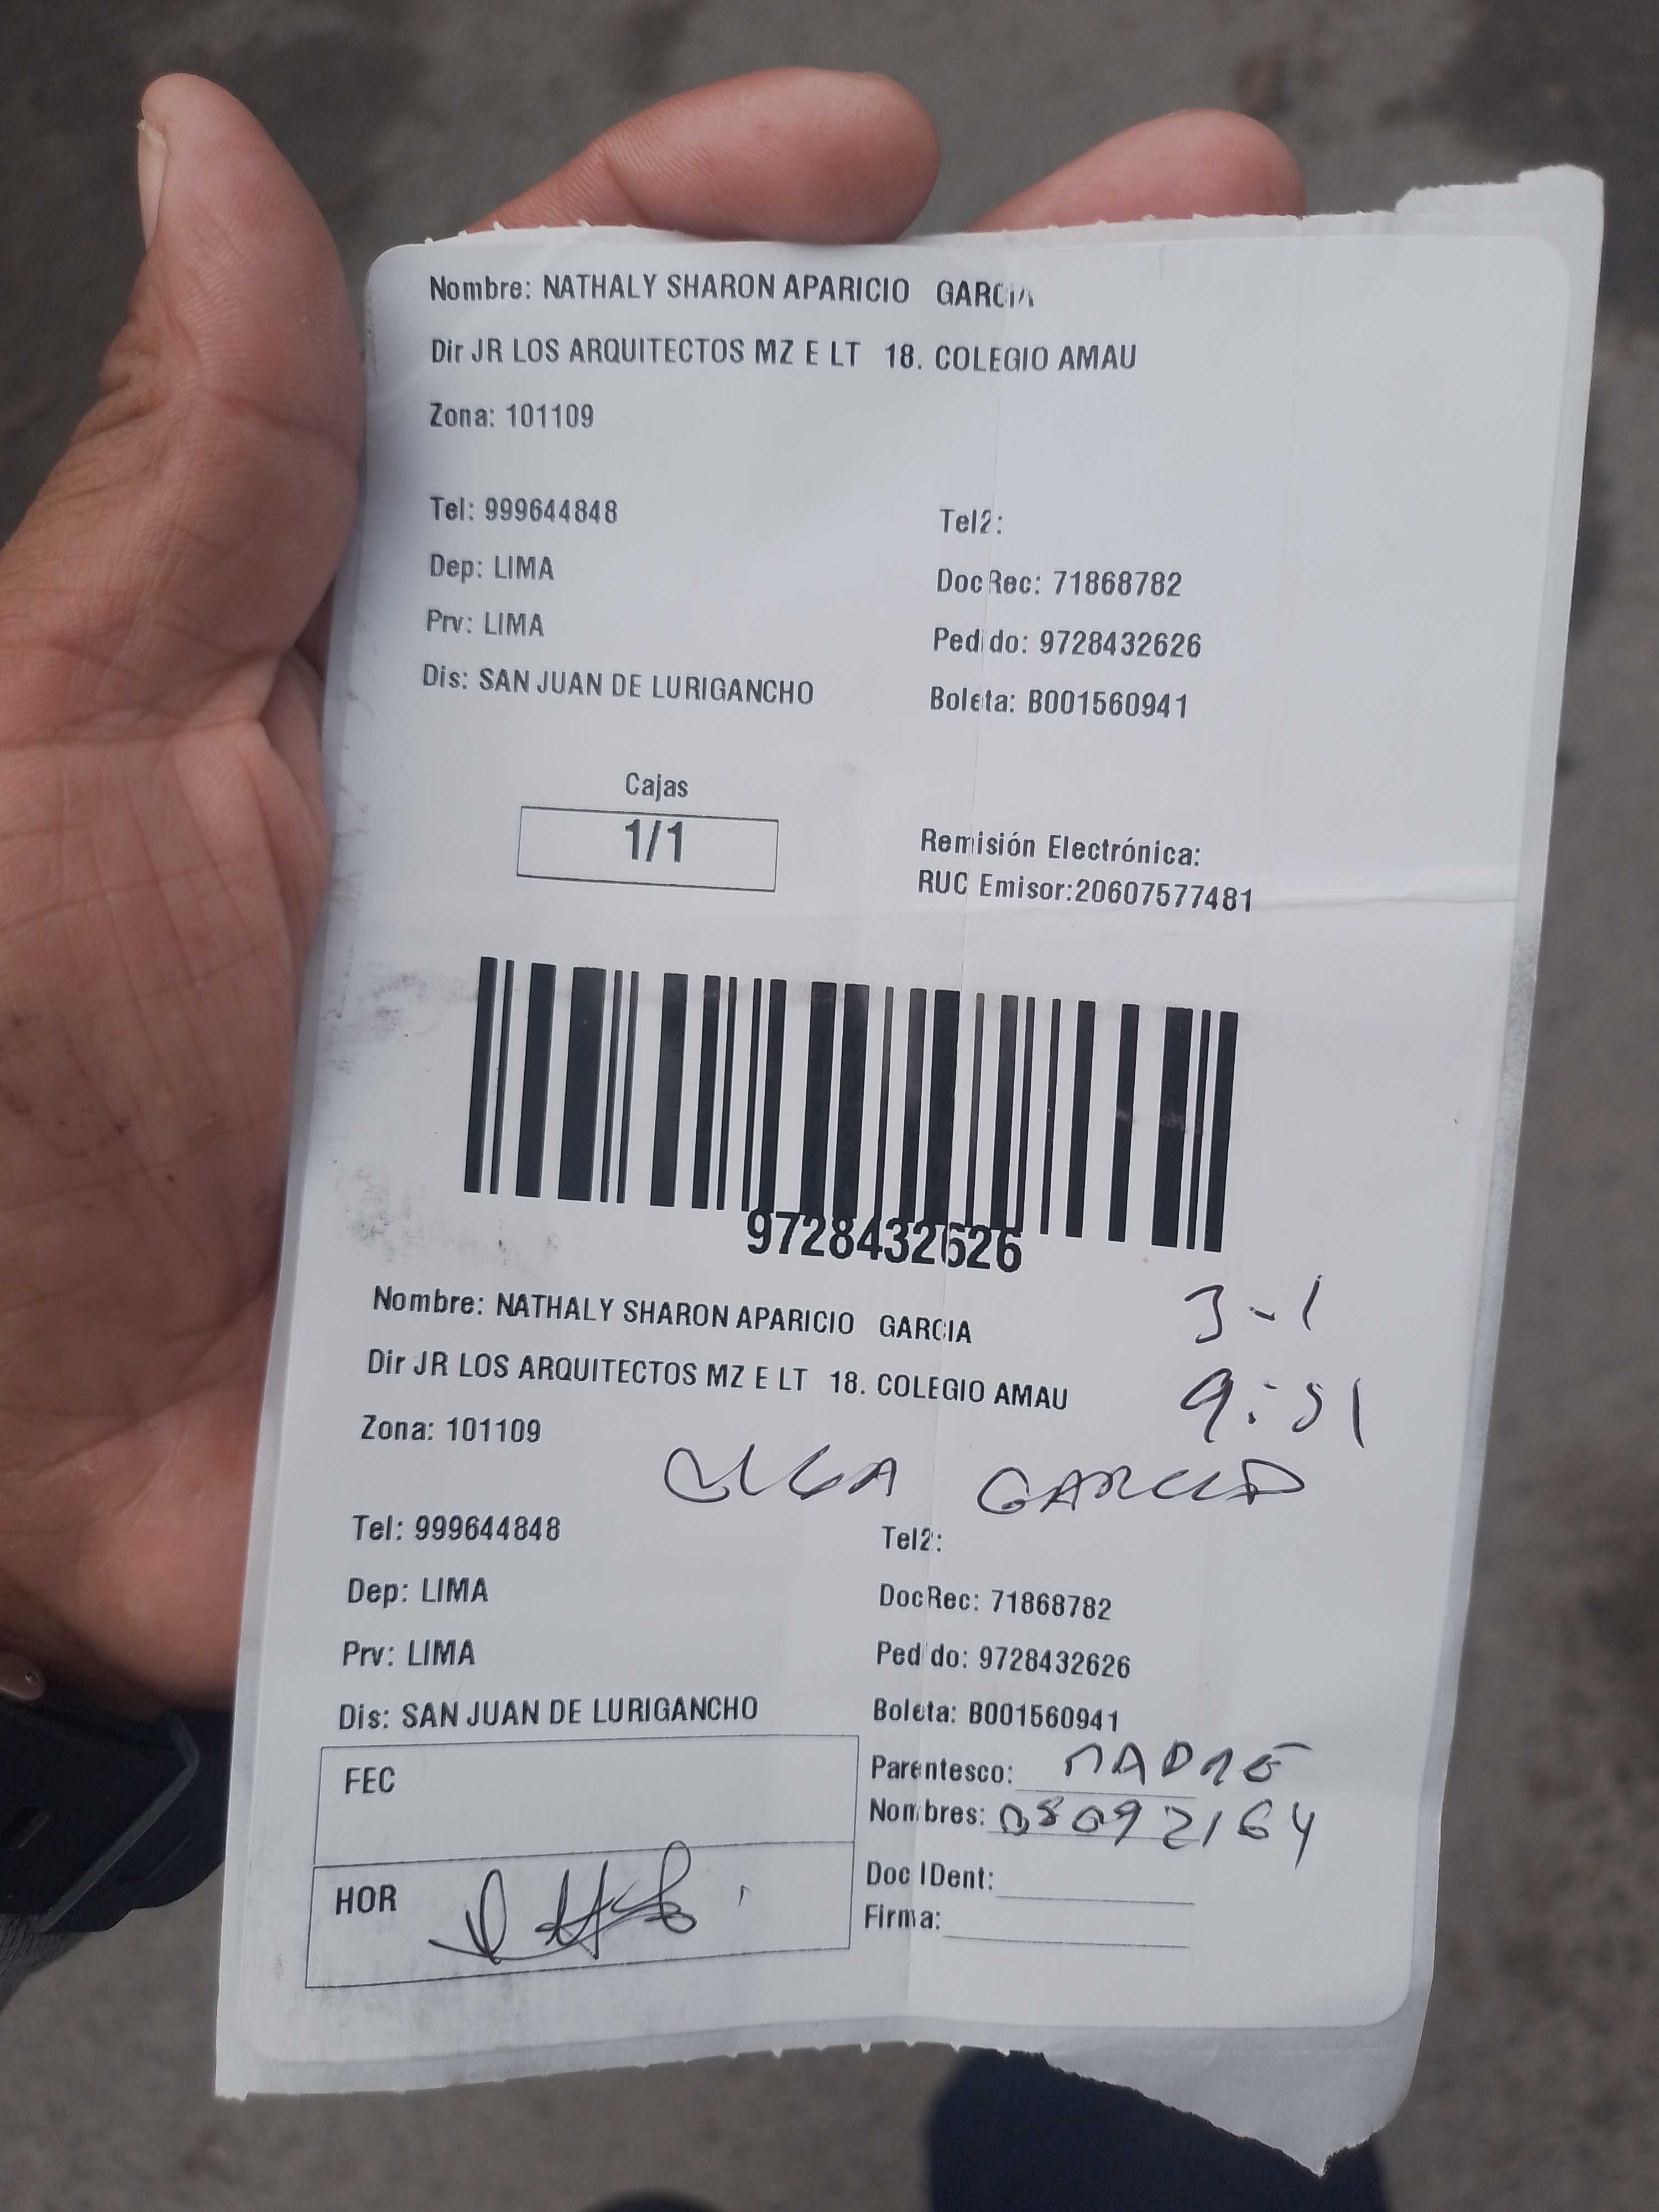 Nombre: NATHALY SHARON APARICIO GARCIA
Dir JR LOS ARQUITECTOS MZ E LT 18. COLEGIO AMAU
Zona: 101109
Tel: 999644848 Tel2:
Dep: LIMA DocRec: 71868782
Prv: LIMA Pedido: 9728432626
Dis: SAN JUAN DE LURIGANCHO Boleta: B001560941
Cajas
1/1
Remisión Electrónica:
RUC Emisor:20607577481
9728432626
Nombre: NATHALY SHARON APARICIO GARCIA
3-1
Dir JR LOS ARQUITECTOS MZ E LT 18. COLEGIO AMAU
9:51
Zona: 101109
OLGA GARCIA
Tel: 999644848 Tel2:
Dep: LIMA DocRec: 71868782
Prv: LIMA Pedido: 9728432626
Dis: SAN JUAN DE LURIGANCHO Boleta: B001560941
FEC
Parentesco: MADRE
Nombres: 08092164
HOR
Doc IDent:
Firma: